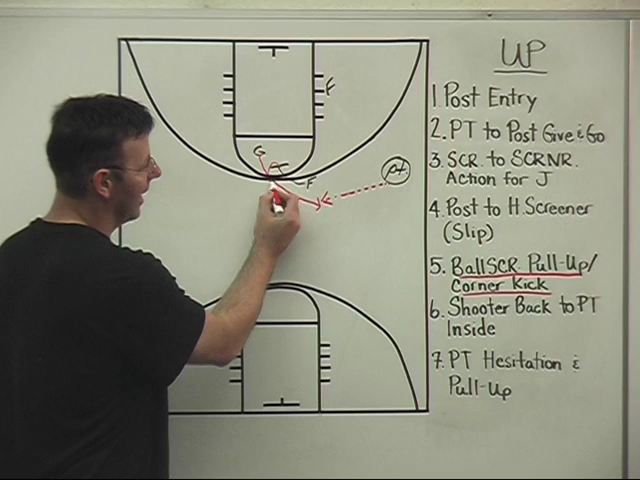 UP
1. Post Entry
2. PT to Post Give & Go
3. SCR. to SCRNR.
Action for J
4. Post to H. Screener
(Slip)
5. Ball SCR. Pull-Up/
Corner Kick
6. Shooter Back to PT
Inside
7. PT Hesitation &
Pull-Up
F
G
F
pt.